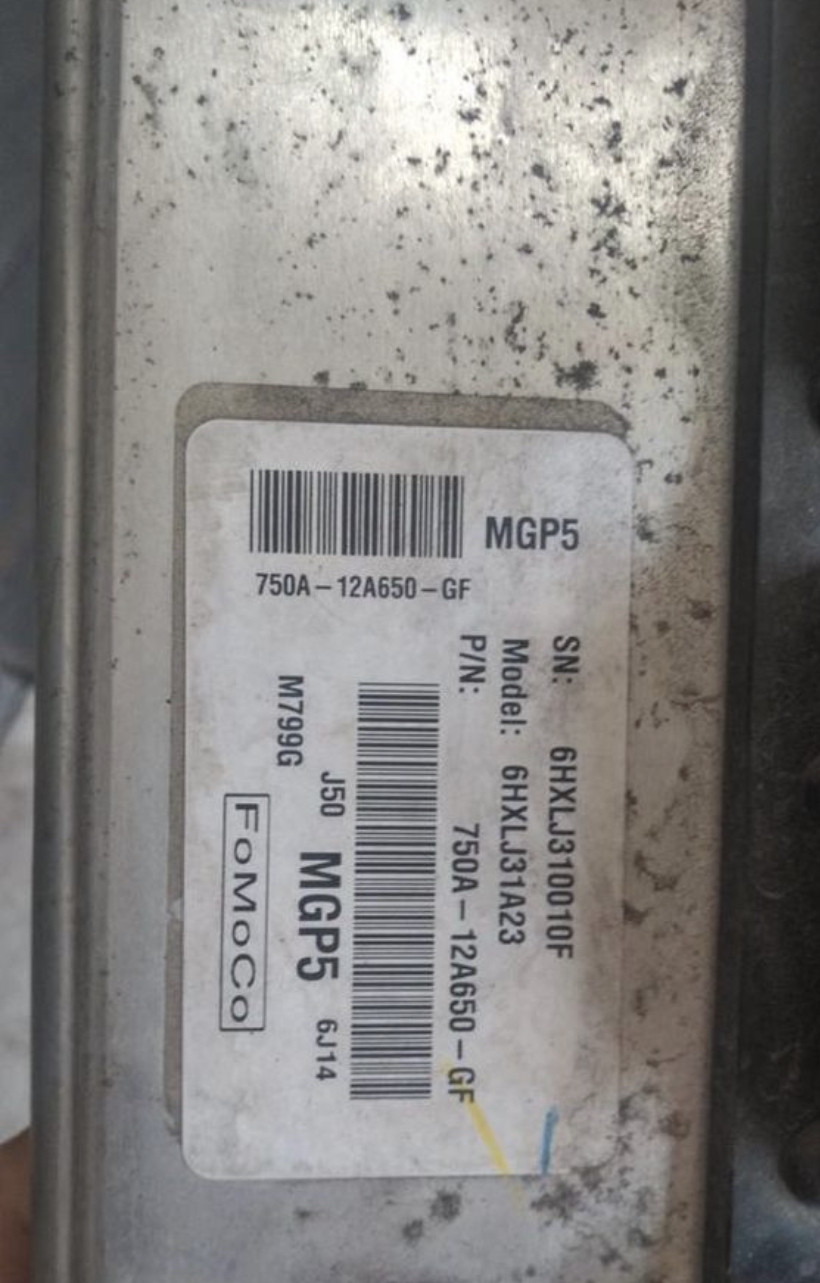 MGP5
750A-12A650-GF
SN: 6HXLJ310010F
Model: 6HXLJ31A23
P/N: 750A-12A650-GF
J50 MGP5 6J14
M799G
FoMoCo